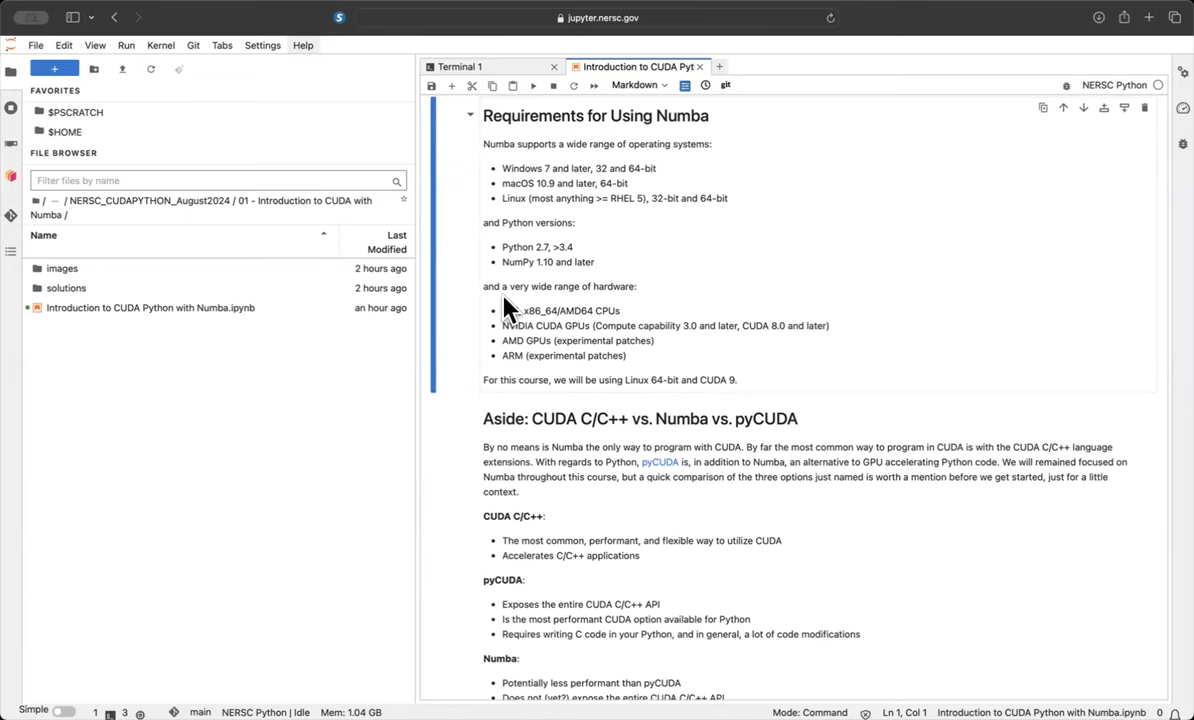 jupyter.nersc.gov
File Edit View Run Kernel Git Tabs Settings Help
FAVORITES
$PSCRATCH
$HOME
FILE BROWSER
Filter files by name
/ ··· / NERSC_CUDAPYTHON_August2024 / 01 - Introduction to CUDA with
Numba /
Name Last
Modified
images 2 hours ago
solutions 2 hours ago
Introduction to CUDA Python with Numba.ipynb an hour ago
Terminal 1 Introduction to CUDA Pyt
Markdown git NERSC Python
Requirements for Using Numba
Numba supports a wide range of operating systems:
• Windows 7 and later, 32 and 64-bit
• macOS 10.9 and later, 64-bit
• Linux (most anything >= RHEL 5), 32-bit and 64-bit
and Python versions:
• Python 2.7, >3.4
• NumPy 1.10 and later
and a very wide range of hardware:
• x86_64/AMD64 CPUs
• NVIDIA CUDA GPUs (Compute capability 3.0 and later, CUDA 8.0 and later)
• AMD GPUs (experimental patches)
• ARM (experimental patches)
For this course, we will be using Linux 64-bit and CUDA 9.
Aside: CUDA C/C++ vs. Numba vs. pyCUDA
By no means is Numba the only way to program with CUDA. By far the most common way to program in CUDA is with the CUDA C/C++ language
extensions. With regards to Python, pyCUDA is, in addition to Numba, an alternative to GPU accelerating Python code. We will remained focused on
Numba throughout this course, but a quick comparison of the three options just named is worth a mention before we get started, just for a little
context.
CUDA C/C++:
• The most common, performant, and flexible way to utilize CUDA
• Accelerates C/C++ applications
pyCUDA:
• Exposes the entire CUDA C/C++ API
• Is the most performant CUDA option available for Python
• Requires writing C code in your Python, and in general, a lot of code modifications
Numba:
• Potentially less performant than pyCUDA
• Does not (yet?) expose the entire CUDA C/C++ API
Simple 1 3 main NERSC Python | Idle Mem: 1.04 GB Mode: Command Ln 1, Col 1 Introduction to CUDA Python with Numba.ipynb 0